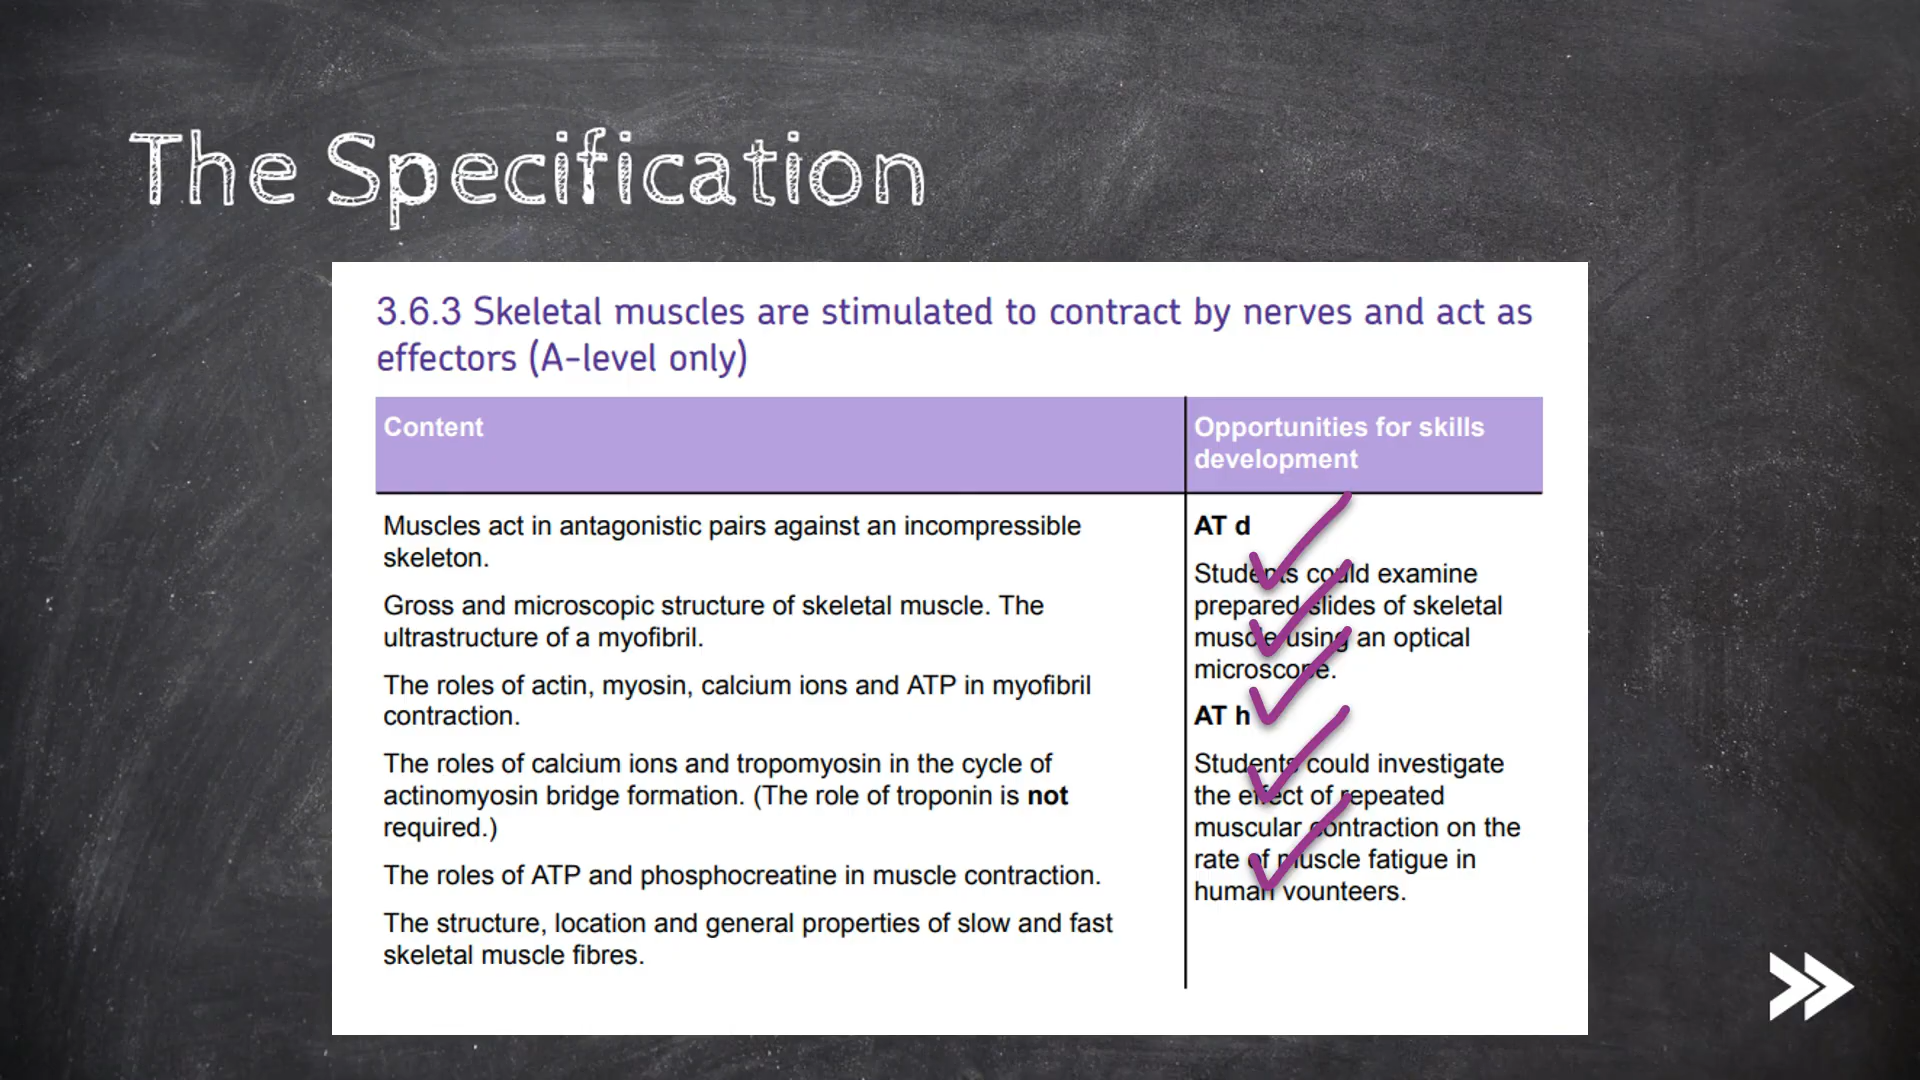 The Specification
3.6.3 Skeletal muscles are stimulated to contract by nerves and act as
effectors (A-level only)
Content
Opportunities for skills
development
Muscles act in antagonistic pairs against an incompressible
skeleton.
Gross and microscopic structure of skeletal muscle. The
ultrastructure of a myofibril.
The roles of actin, myosin, calcium ions and ATP in myofibril
contraction.
The roles of calcium ions and tropomyosin in the cycle of
actinomyosin bridge formation. (The role of troponin is not
required.)
The roles of ATP and phosphocreatine in muscle contraction.
The structure, location and general properties of slow and fast
skeletal muscle fibres.
AT d
Students could examine
prepared slides of skeletal
muscle using an optical
microscope.
AT h
Students could investigate
the effect of repeated
muscular contraction on the
rate of muscle fatigue in
human vounteers.